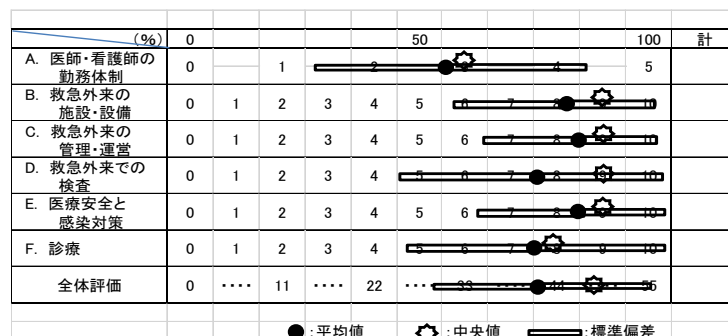 (%) 0 50 100 計
A. 医師・看護師の
勤務体制
0 1 2 3 4 5
B. 救急外来の
施設・設備
0 1 2 3 4 5 6 7 8 9 10
C. 救急外来の
管理・運営
0 1 2 3 4 5 6 7 8 9 10
D. 救急外来での
検査
0 1 2 3 4 5 6 7 8 9 10
E. 医療安全と
感染対策
0 1 2 3 4 5 6 7 8 9 10
F. 診療 0 1 2 3 4 5 6 7 8 9 10
全体評価 0 ‥‥ 11 ‥‥ 22 ‥‥ 33 44 55
:平均値 :中央値 :標準偏差